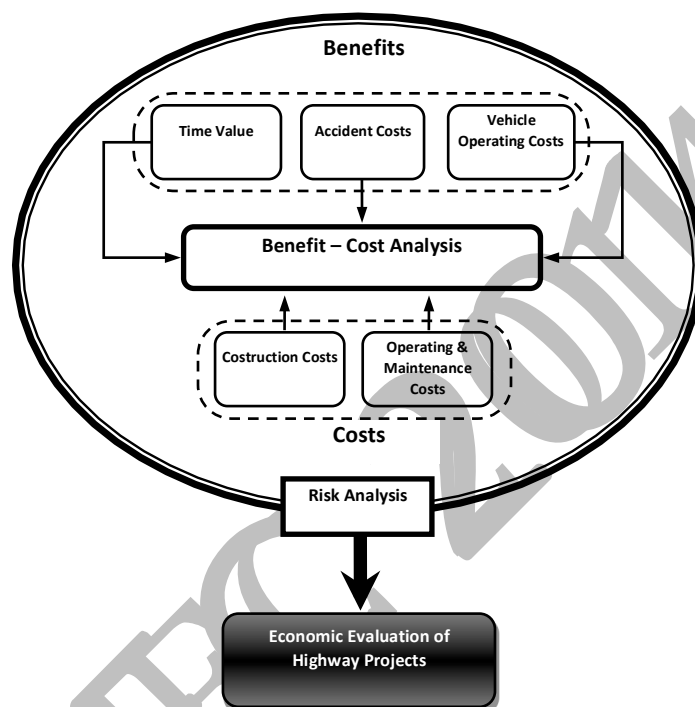 Benefits
Time Value
Accident Costs
Vehicle
Operating Costs
Benefit – Cost Analysis
Costruction Costs
Operating &
Maintenance
Costs
Costs
Risk Analysis
Economic Evaluation of
Highway Projects